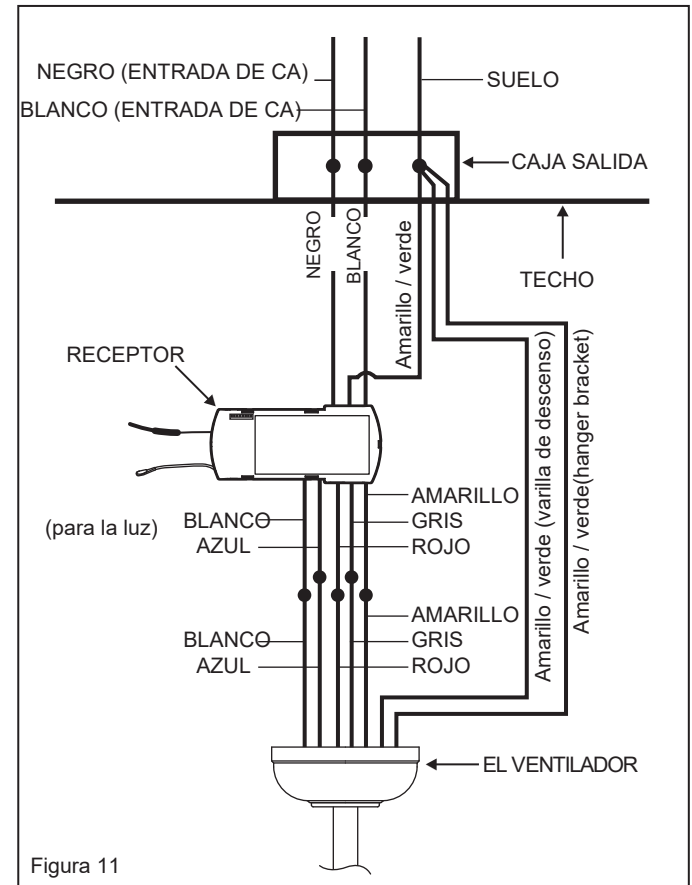 NEGRO (ENTRADA DE CA)
SUELO
BLANCO (ENTRADA DE CA)
CAJA SALIDA
NEGRO
BLANCO
Amarillo / verde
TECHO
RECEPTOR
Amarillo / verde (varilla de descenso)
Amarillo / verde(hanger bracket)
AMARILLO
(para la luz)
BLANCO
GRIS
AZUL
ROJO
AMARILLO
BLANCO
GRIS
AZUL
ROJO
EL VENTILADOR
Figura 11